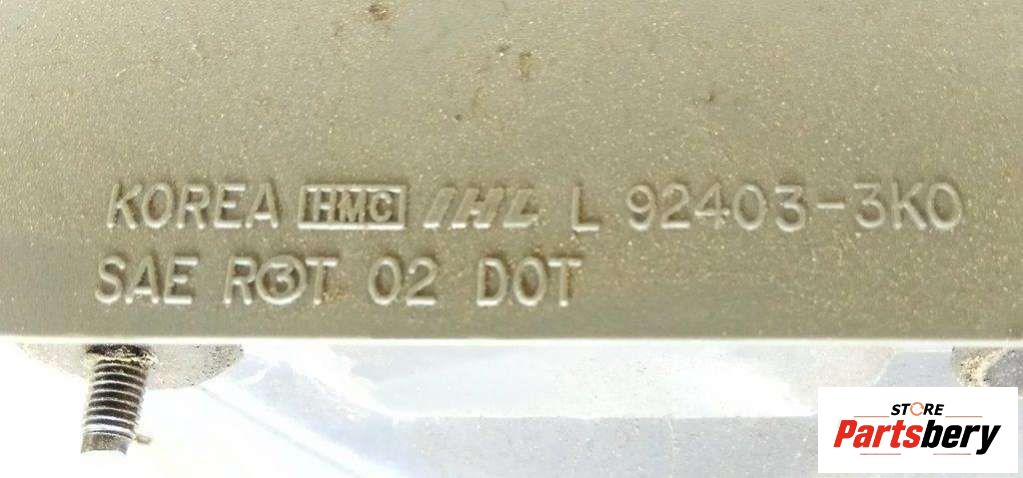 KOREA HMC IHL L 92403-3K0
SAE R③T 02 DOT
STORE
Partsbery